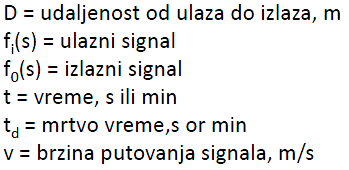 D = udaljenost od ulaza do izlaza, m
fᵢ(s) = ulazni signal
f₀(s) = izlazni signal
t = vreme, s ili min
t_d = mrtvo vreme,s or min
v = brzina putovanja signala, m/s